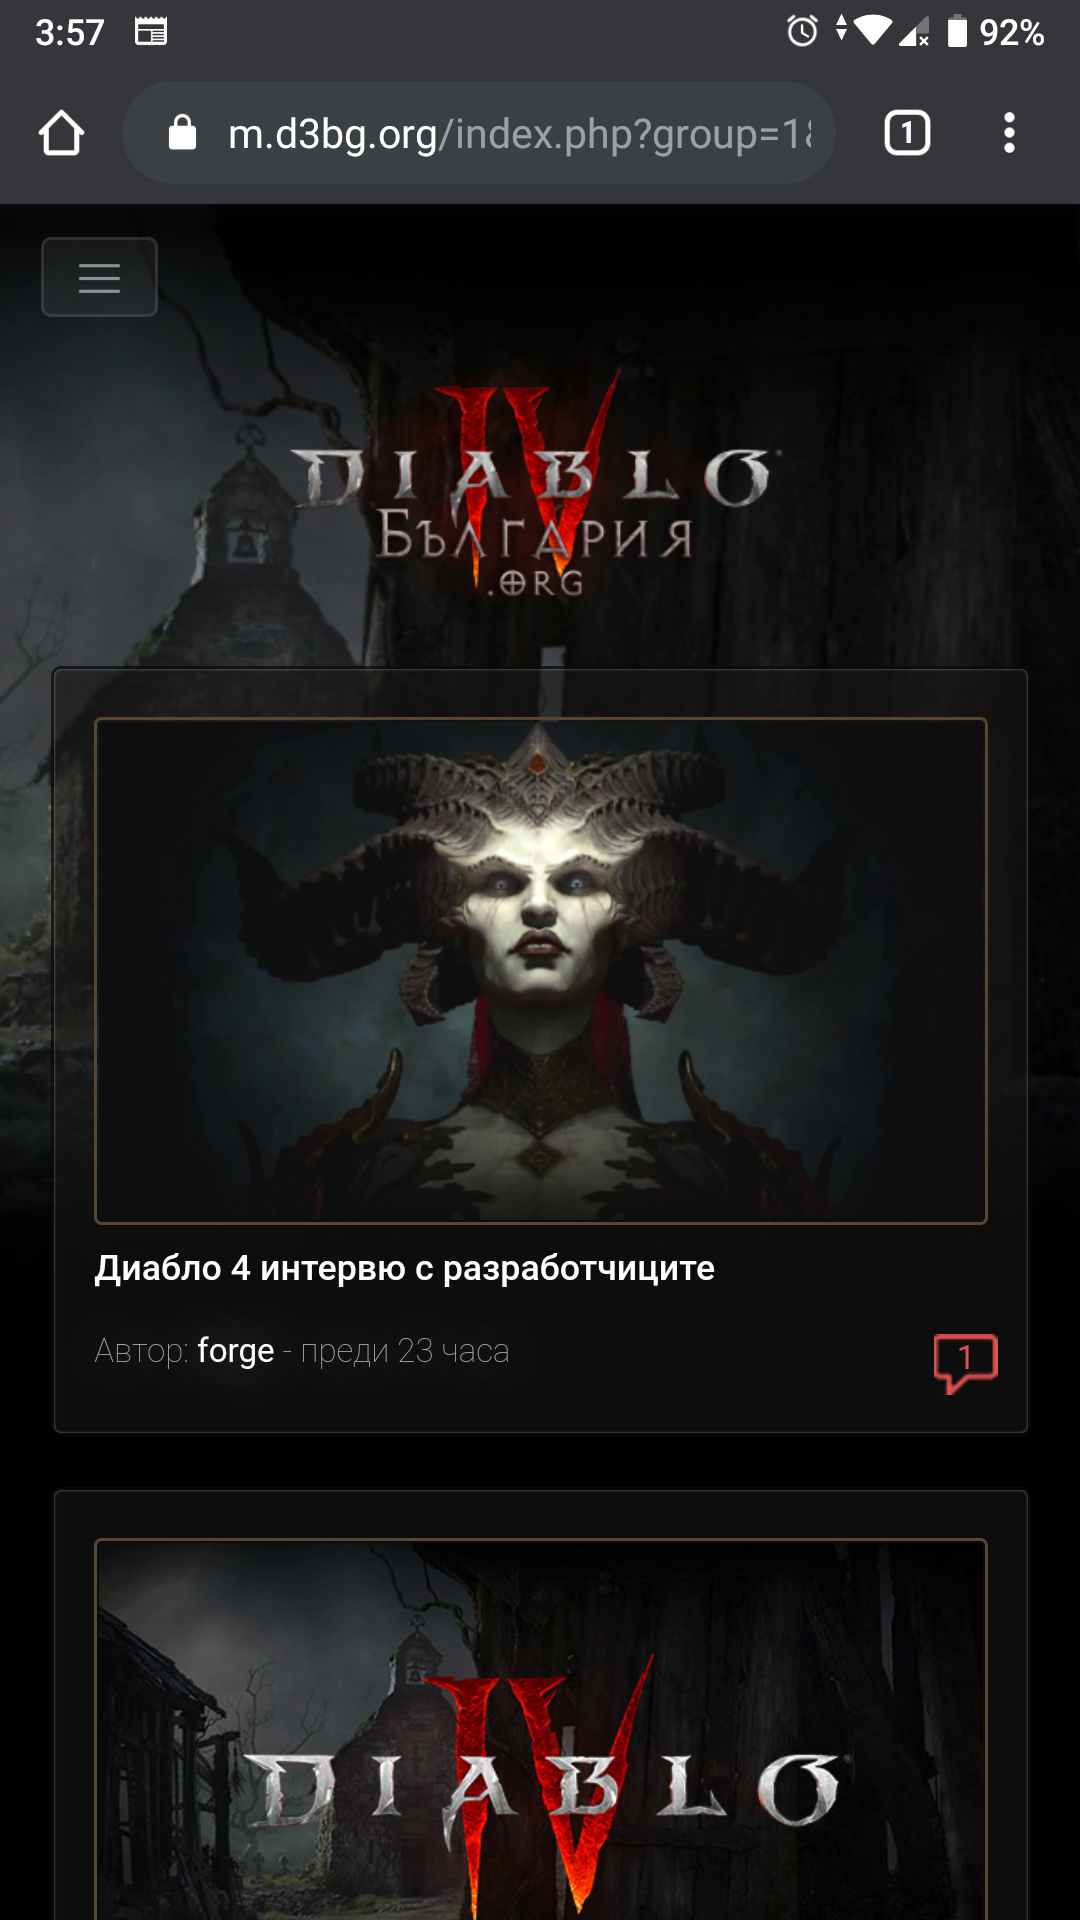 3:57
92%
m.d3bg.org/index.php?group=1
1
IV
DIABLO
България
.ORG
Диабло 4 интервю с разработчиците
Автор: forge - преди 23 часа
1
IV
DIABLO